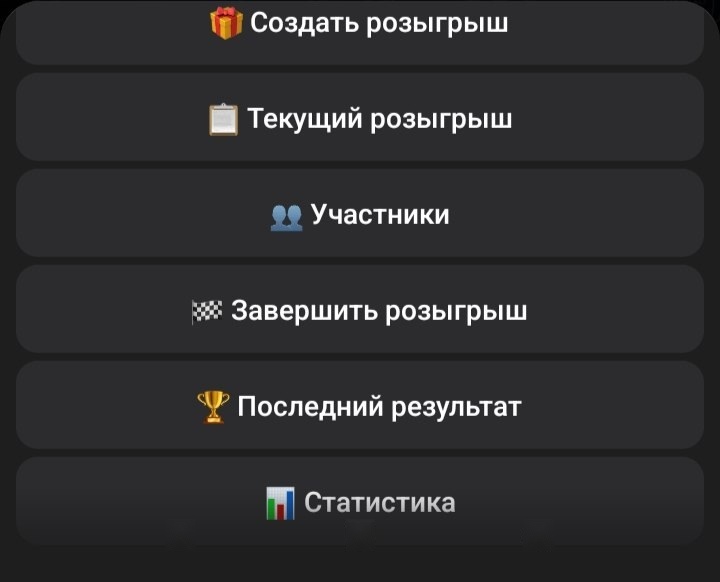 🎁 Создать розыгрыш
📋 Текущий розыгрыш
👥 Участники
🏁 Завершить розыгрыш
🏆 Последний результат
📊 Статистика